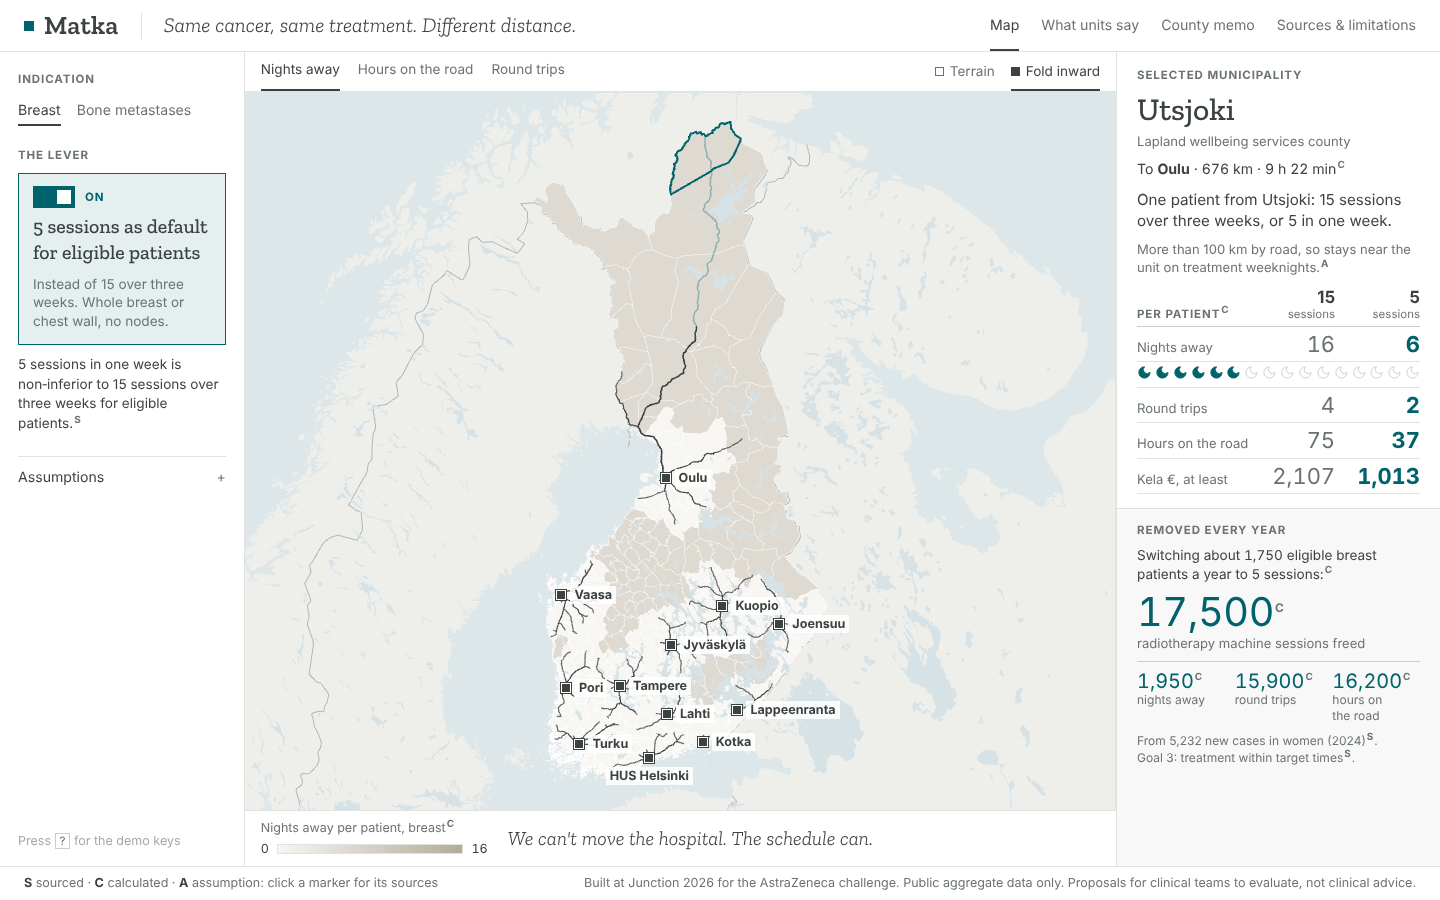 Matka
Same cancer, same treatment. Different distance.
Map
What units say
County memo
Sources & limitations
INDICATION
Breast
Bone metastases
THE LEVER
ON
5 sessions as default
for eligible patients
Instead of 15 over three
weeks. Whole breast or
chest wall, no nodes.
5 sessions in one week is
non-inferior to 15 sessions over
three weeks for eligible
patients.S
Assumptions +
Press ? for the demo keys
Nights away
Hours on the road
Round trips
Terrain
Fold inward
Oulu
Vaasa
Kuopio
Joensuu
Jyväskylä
Pori
Tampere
Lahti
Lappeenranta
Turku
Kotka
HUS Helsinki
Nights away per patient, breastC
0 16
We can't move the hospital. The schedule can.
SELECTED MUNICIPALITY
Utsjoki
Lapland wellbeing services county
To Oulu · 676 km · 9 h 22 minC
One patient from Utsjoki: 15 sessions
over three weeks, or 5 in one week.
More than 100 km by road, so stays near the
unit on treatment weeknights.A
15 5
PER PATIENTC sessions sessions
Nights away 16 6
Round trips 4 2
Hours on the road 75 37
Kela €, at least 2,107 1,013
REMOVED EVERY YEAR
Switching about 1,750 eligible breast
patients a year to 5 sessions:C
17,500C
radiotherapy machine sessions freed
1,950C 15,900C 16,200C
nights away round trips hours on
the road
From 5,232 new cases in women (2024)S.
Goal 3: treatment within target timesS.
S sourced · C calculated · A assumption: click a marker for its sources
Built at Junction 2026 for the AstraZeneca challenge. Public aggregate data only. Proposals for clinical teams to evaluate, not clinical advice.